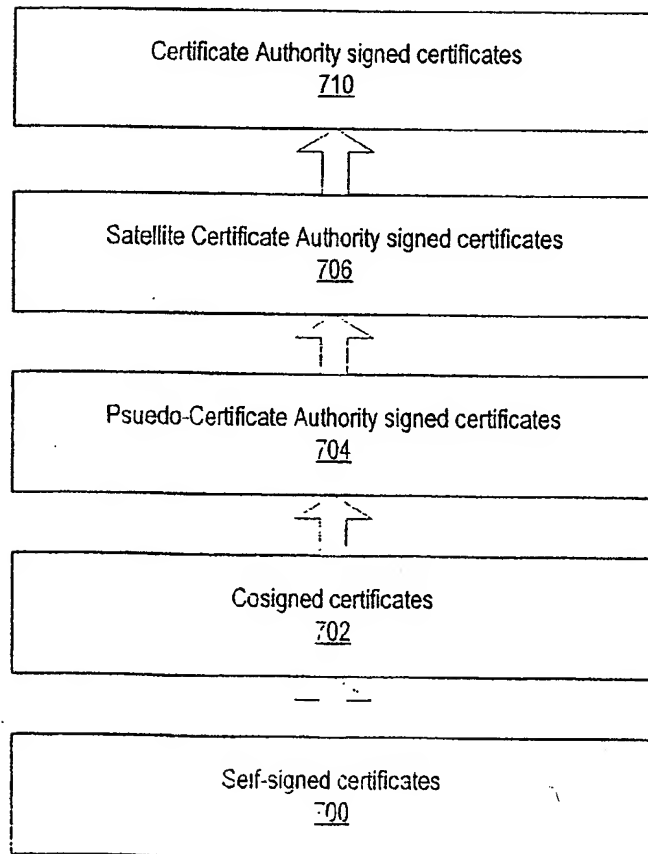 Certificate Authority signed certificates
710
Satellite Certificate Authority signed certificates
706
Psuedo-Certificate Authority signed certificates
704
Cosigned certificates
702
Self-signed certificates
700